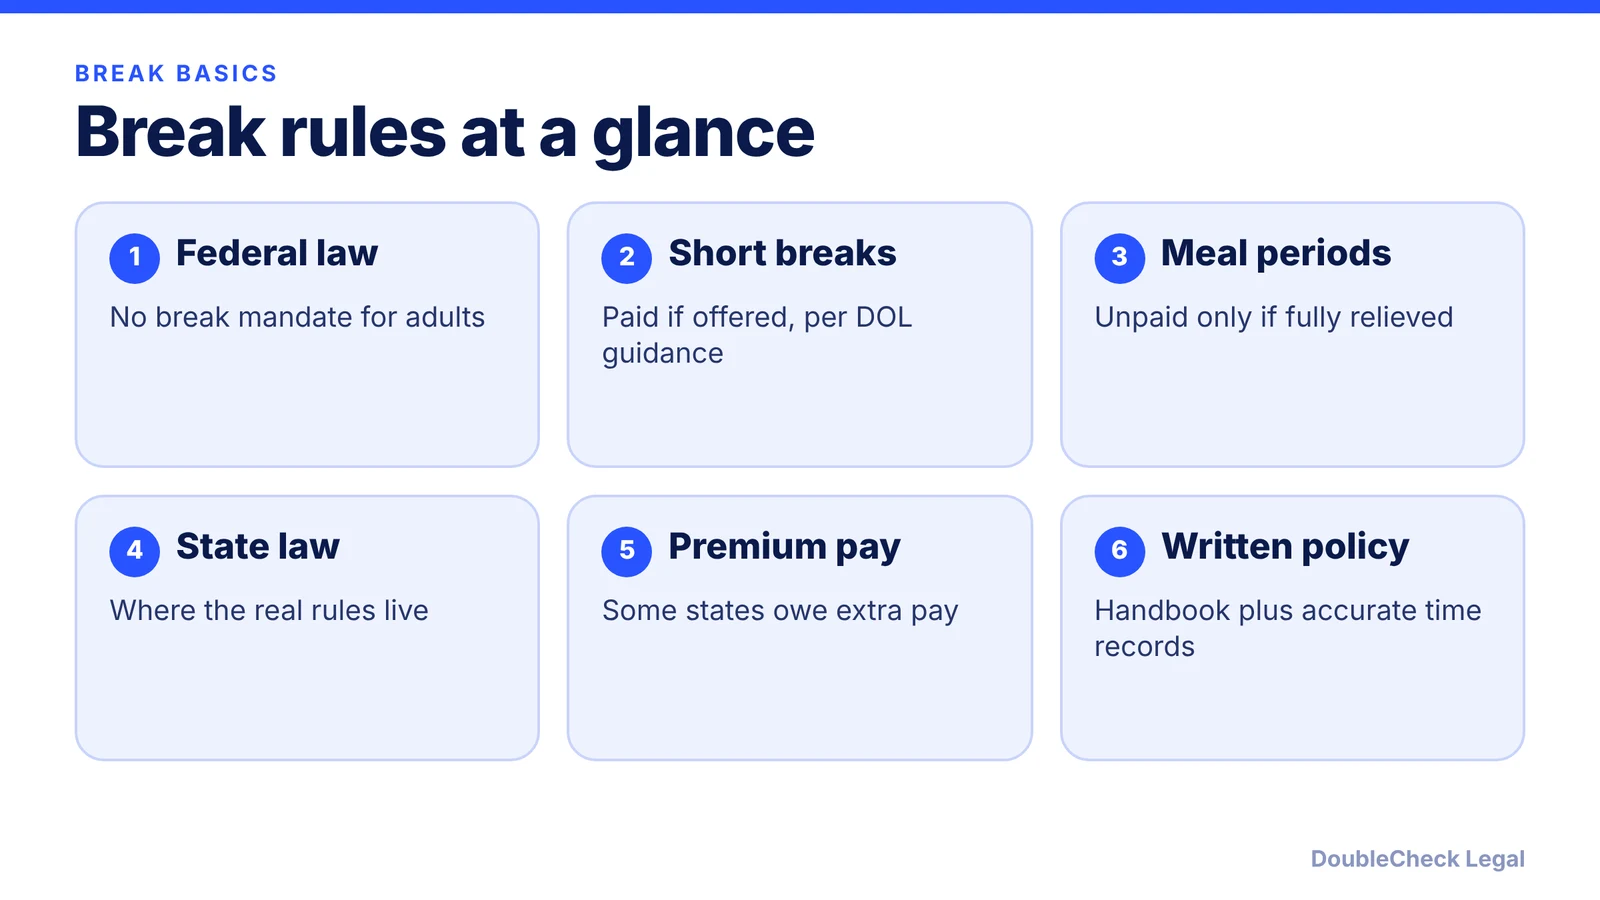 BREAK BASICS
Break rules at a glance
1 Federal law
No break mandate for adults
2 Short breaks
Paid if offered, per DOL
guidance
3 Meal periods
Unpaid only if fully relieved
4 State law
Where the real rules live
5 Premium pay
Some states owe extra pay
6 Written policy
Handbook plus accurate time
records
DoubleCheck Legal